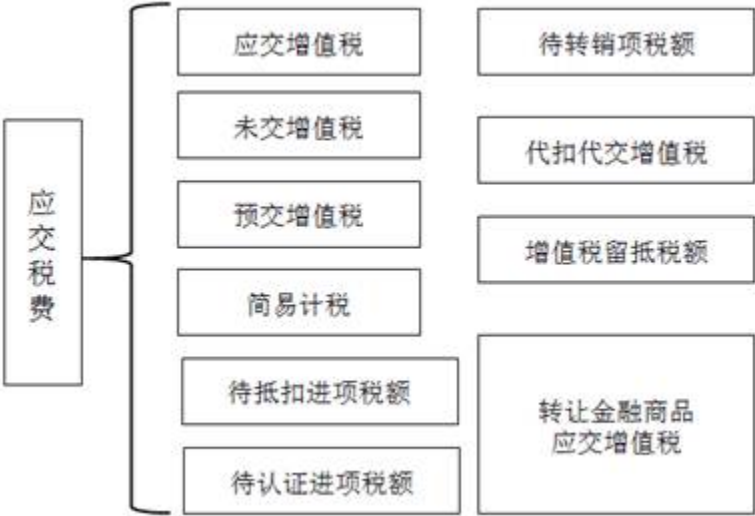 应交税费
应交增值税
未交增值税
预交增值税
简易计税
待抵扣进项税额
待认证进项税额
待转销项税额
代扣代交增值税
增值税留抵税额
转让金融商品
应交增值税